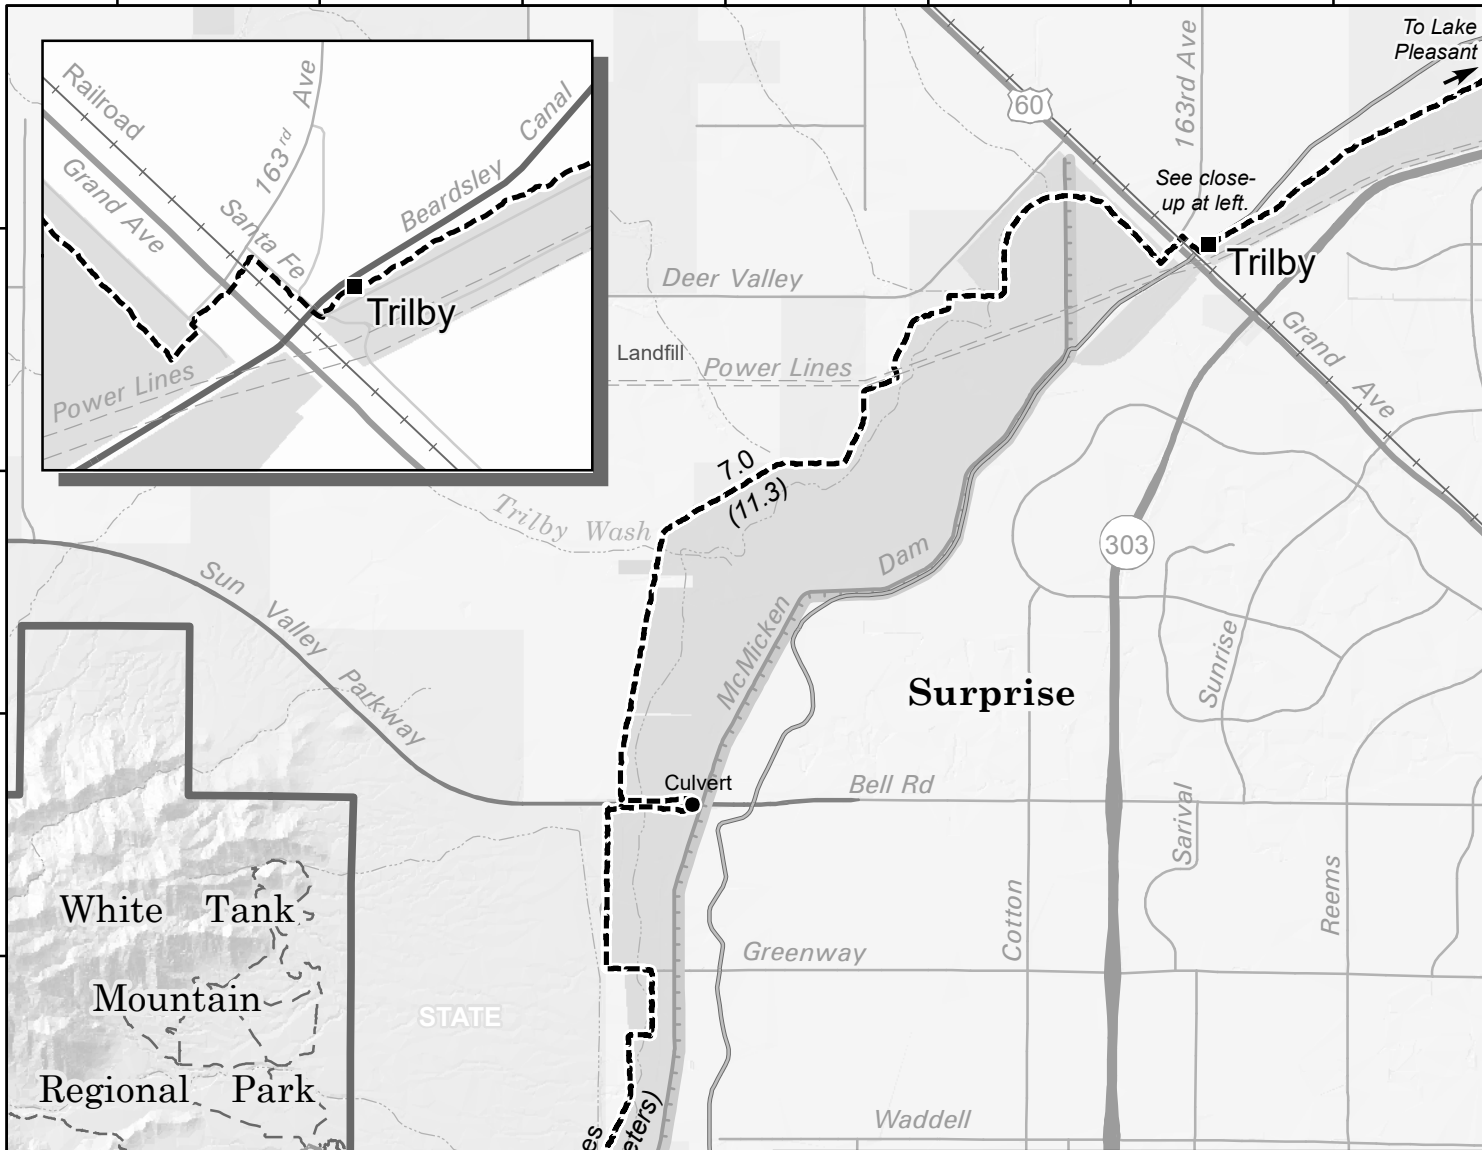 To Lake
Pleasant
Railroad
163rd Ave
Canal
Beardsley
Grand Ave
Santa Fe
Trilby
Power Lines
60
163rd Ave
See close-
up at left.
Trilby
Deer Valley
Landfill
Power Lines
Grand Ave
7.0
(11.3)
Trilby Wash
Dam
303
Sun Valley Parkway
McMicken
Surprise
Sunrise
Culvert
Bell Rd
Sarival
Reems
Cotton
White Tank
Mountain
Regional Park
Greenway
STATE
Waddell
es
eters)